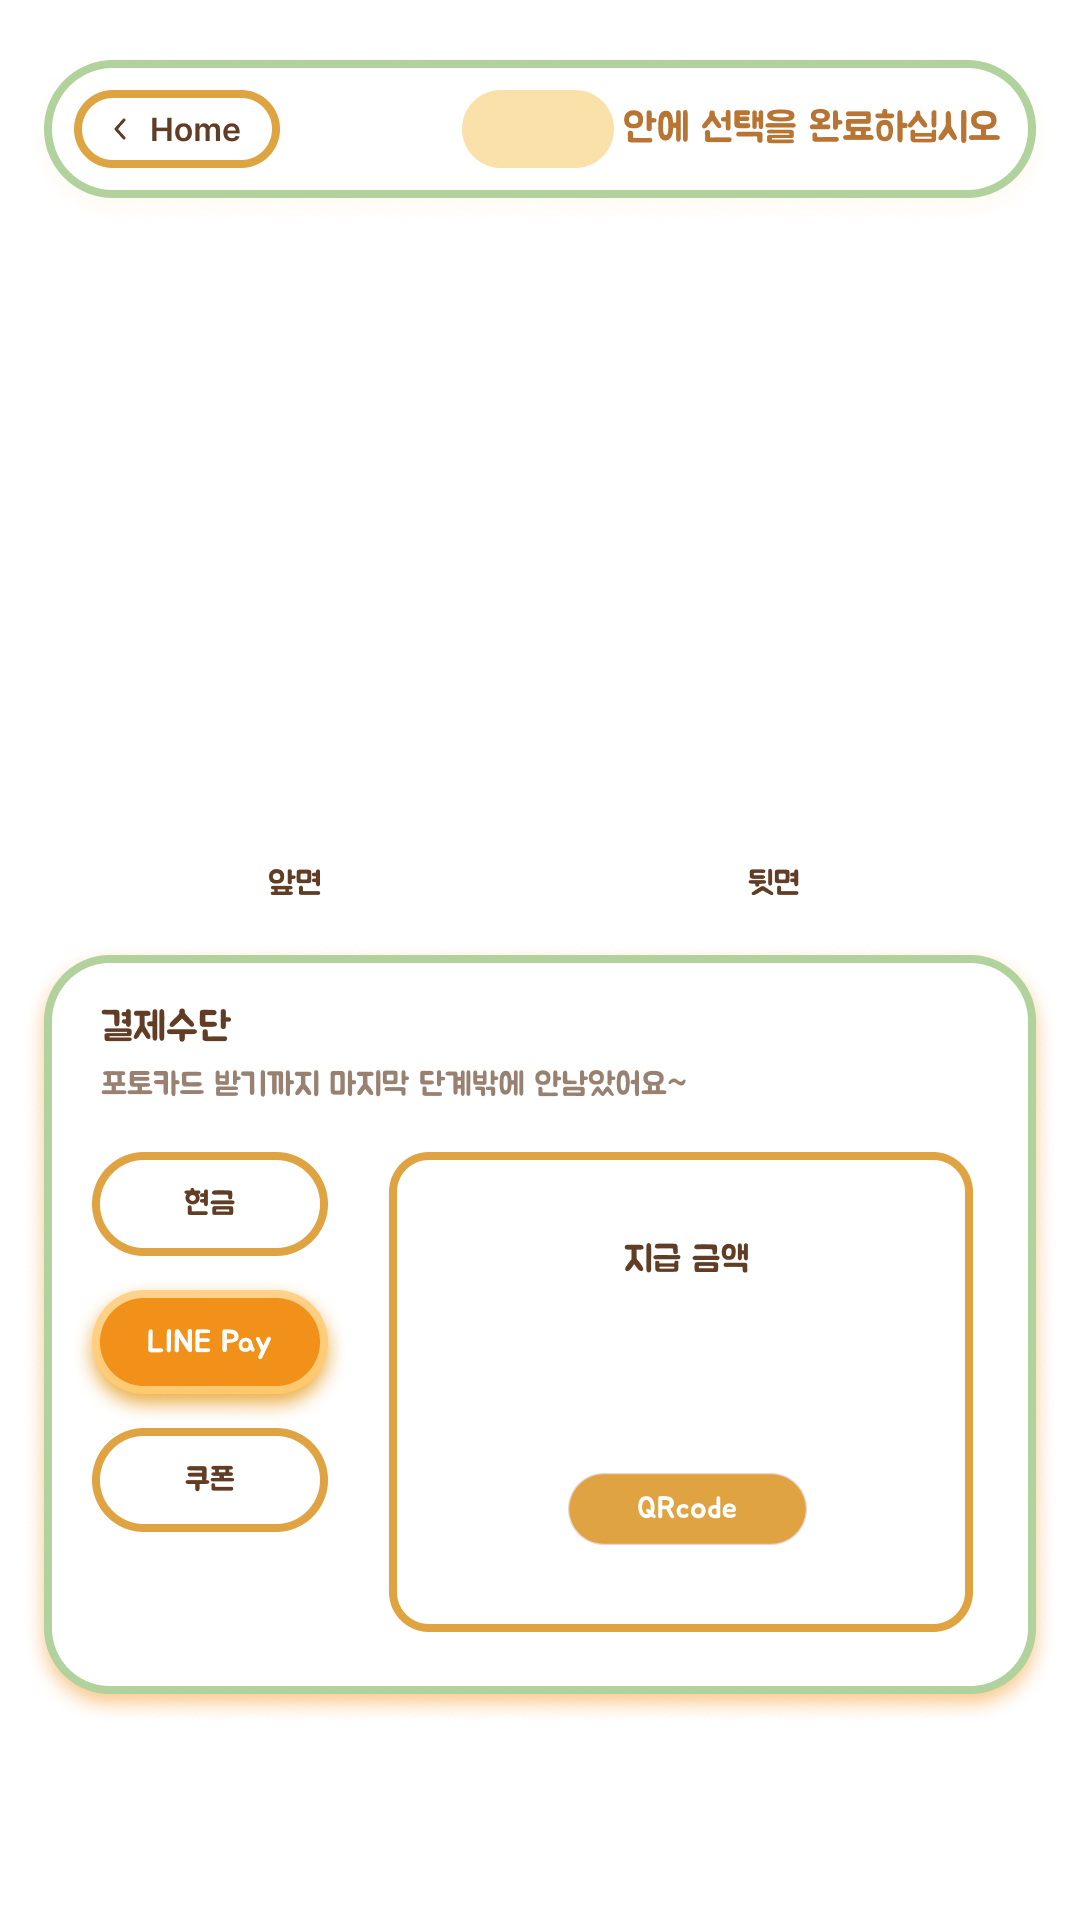 Home
안에 선택을 완료하십시오
앞면
뒷면
결제수단
포토카드 받기까지 마지막 단계밖에 안남았어요~
현금
LINE Pay
쿠폰
지급 금액
QRcode